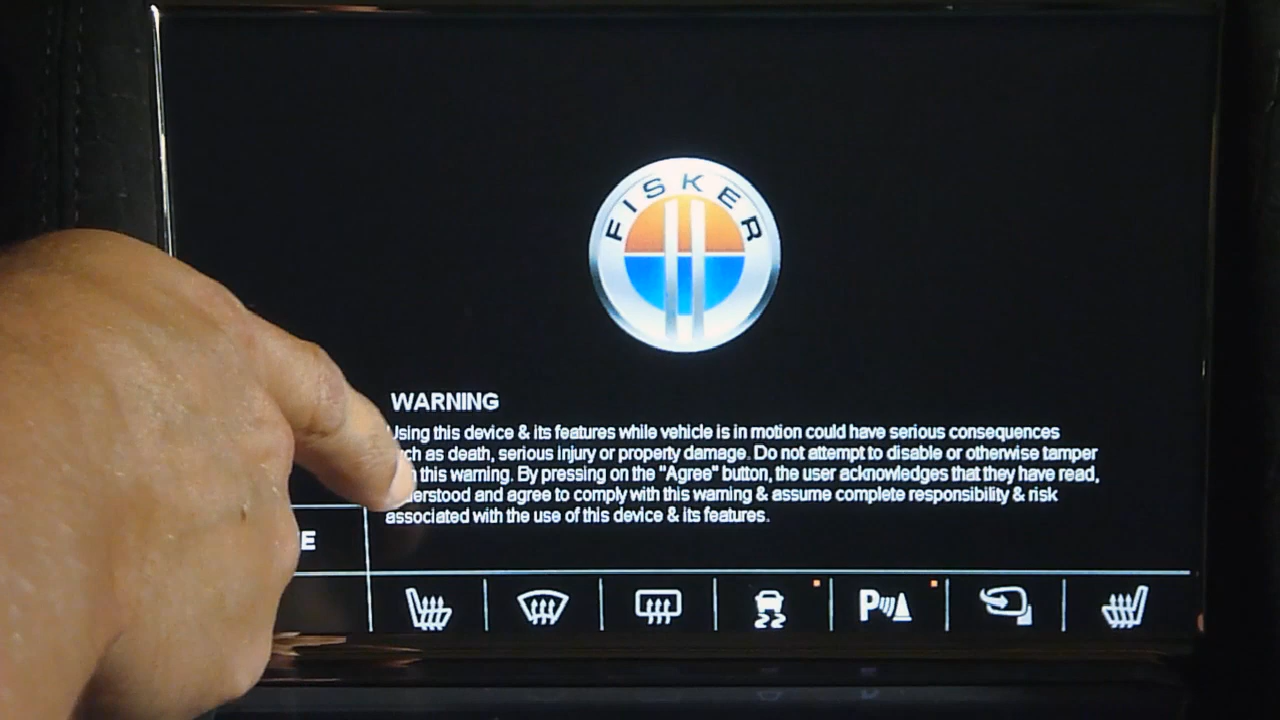 FISKER
WARNING
Using this device & its features while vehicle is in motion could have serious consequences
death, serious injury or property damage. Do not attempt to disable or otherwise tamper
this warning. By pressing on the "Agree" button, the user acknowledges that they have read,
and agree to comply with this warning & assume complete responsibility & risk
associated with the use of this device & its features.
P